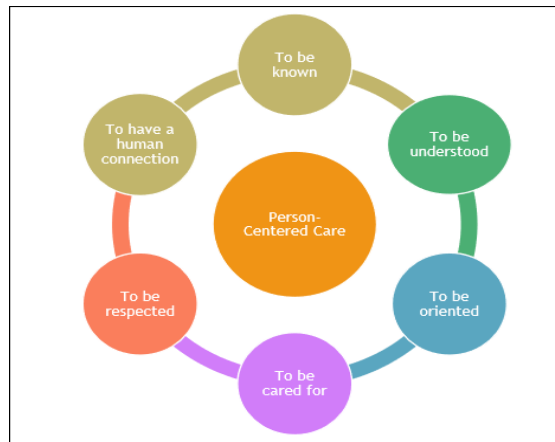 To be
known
To be
understood
To be
oriented
To be
cared for
To be
respected
To have a
human
connection
Person-
Centered Care